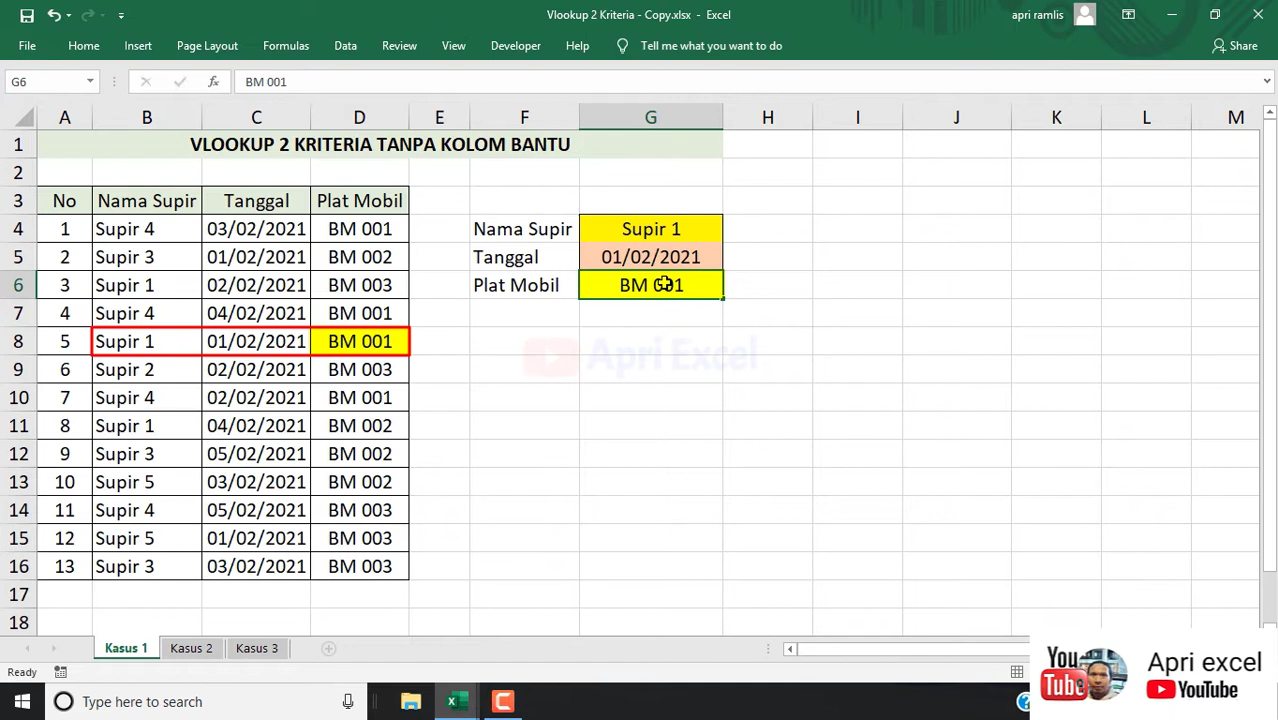 Vlookup 2 Kriteria - Copy.xlsx - Excel
apri ramlis
File Home Insert Page Layout Formulas Data Review View Developer Help Tell me what you want to do Share
G6 fx BM 001
A B C D E F G H I J K L M
1 VLOOKUP 2 KRITERIA TANPA KOLOM BANTU
2
3 No Nama Supir Tanggal Plat Mobil
4 1 Supir 4 03/02/2021 BM 001 Nama Supir Supir 1
5 2 Supir 3 01/02/2021 BM 002 Tanggal 01/02/2021
6 3 Supir 1 02/02/2021 BM 003 Plat Mobil BM 001
7 4 Supir 4 04/02/2021 BM 001
8 5 Supir 1 01/02/2021 BM 001
Apri Excel
9 6 Supir 2 02/02/2021 BM 003
10 7 Supir 4 02/02/2021 BM 001
11 8 Supir 1 04/02/2021 BM 002
12 9 Supir 3 05/02/2021 BM 002
13 10 Supir 5 03/02/2021 BM 002
14 11 Supir 4 05/02/2021 BM 003
15 12 Supir 5 01/02/2021 BM 003
16 13 Supir 3 03/02/2021 BM 003
17
18
Kasus 1 Kasus 2 Kasus 3
Ready
You Tube Apri excel
YouTube
Type here to search